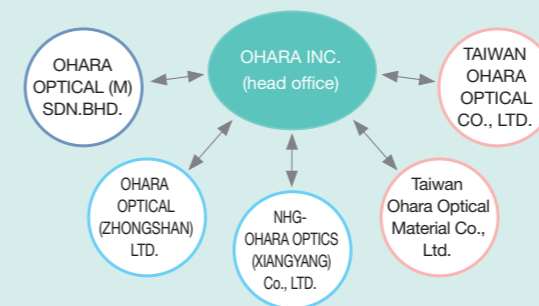 OHARA INC.
(head office)
OHARA
OPTICAL (M)
SDN.BHD.
TAIWAN
OHARA
OPTICAL
CO., LTD.
OHARA
OPTICAL
(ZHONGSHAN)
LTD.
NHG-
OHARA OPTICS
(XIANGYANG)
Co., LTD.
Taiwan
Ohara Optical
Material Co.,
Ltd.